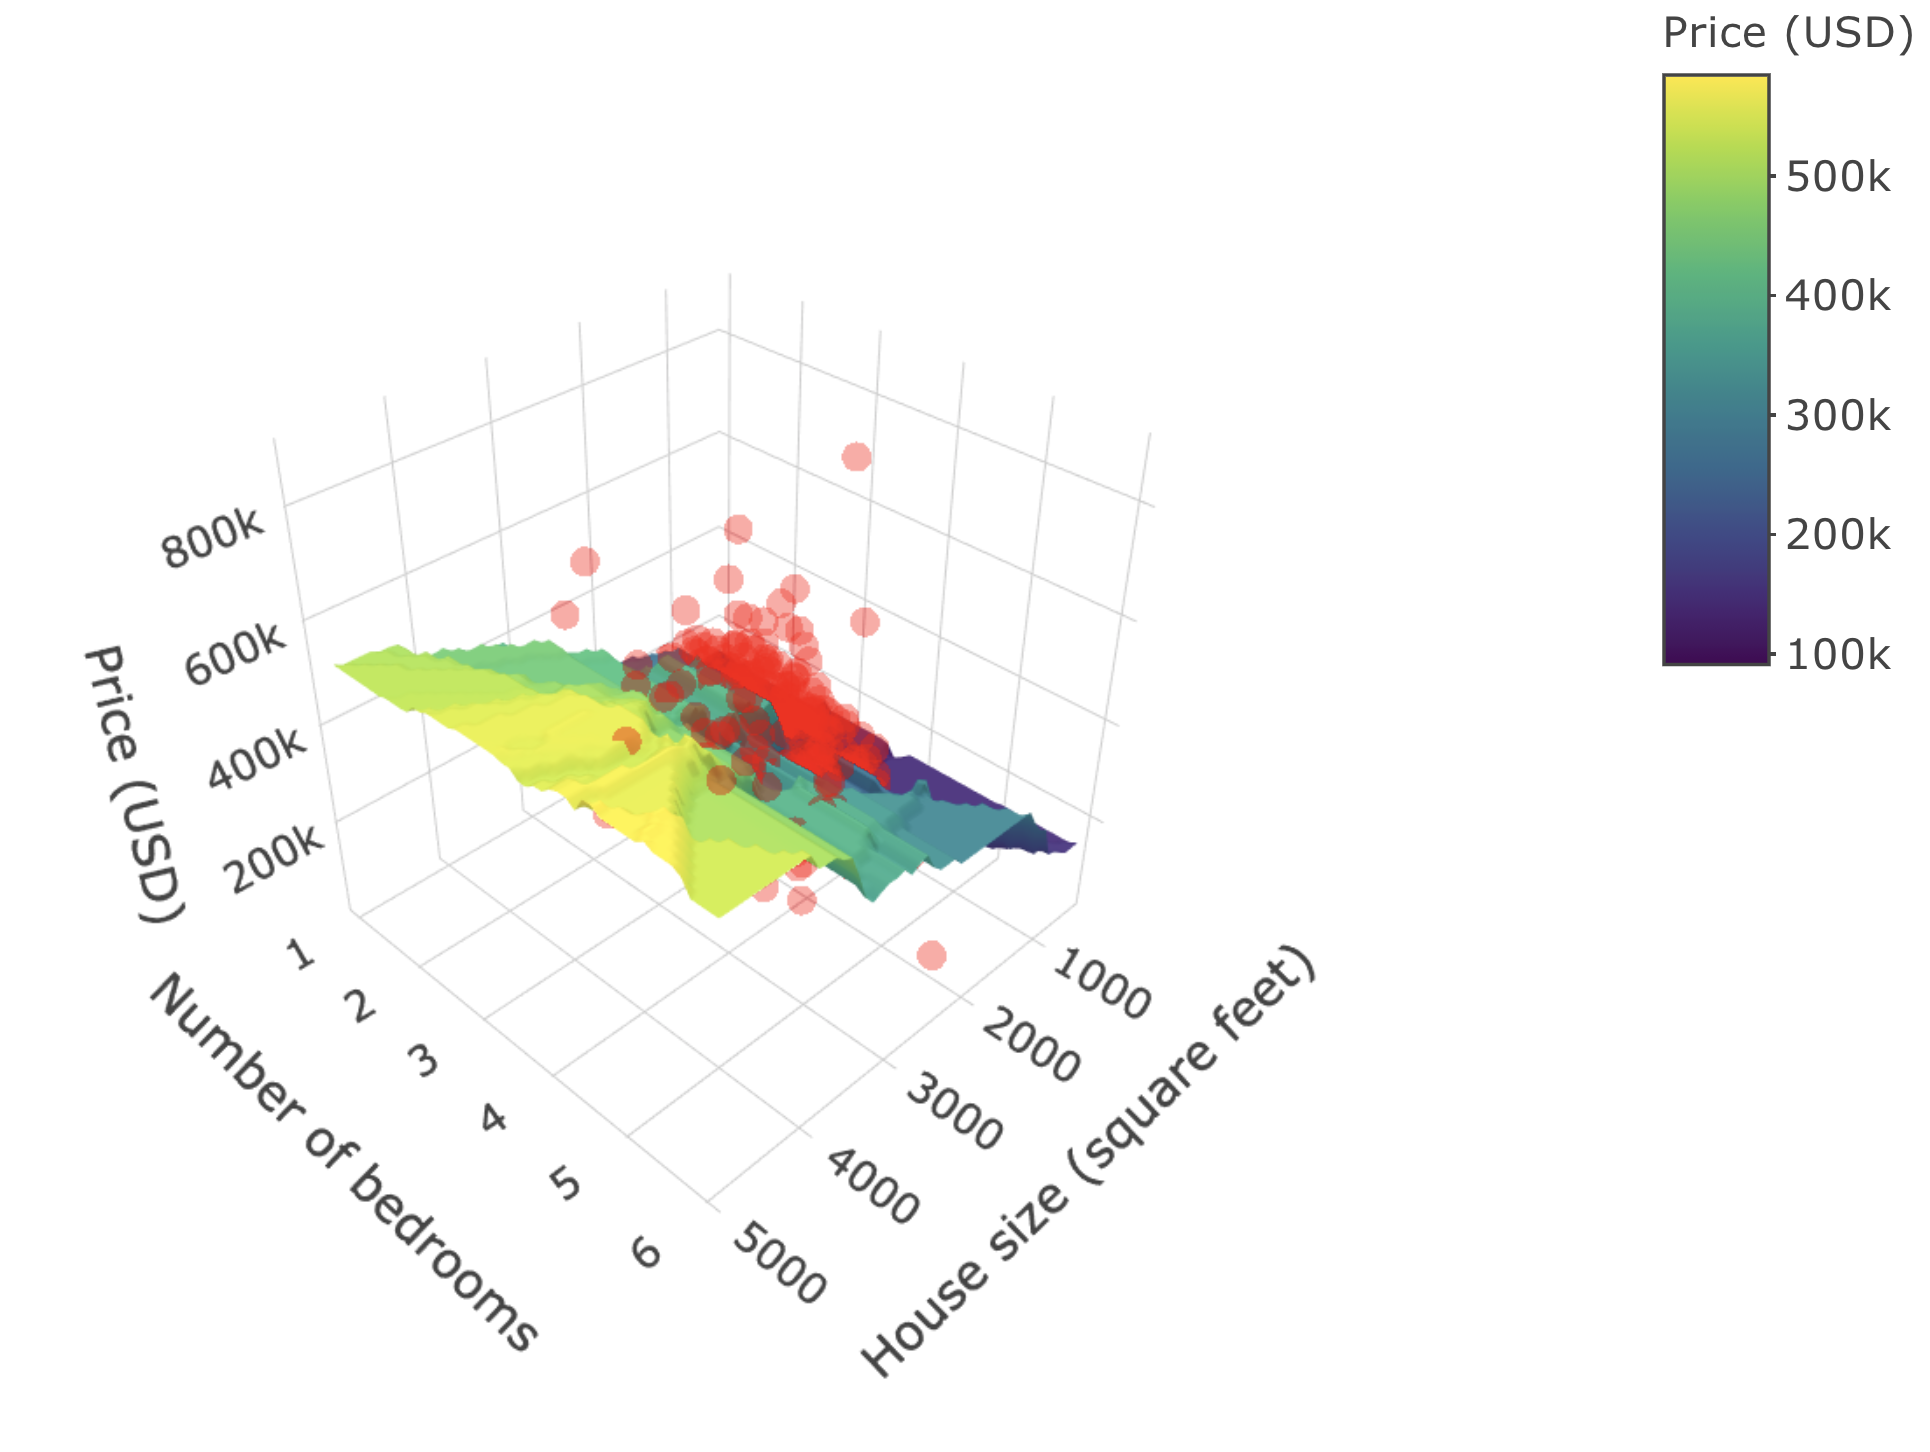 Price (USD)
500k
400k
300k
200k
100k
800k
600k
400k
200k
Price (USD)
1
2
3
4
5
6
Number of bedrooms
1000
2000
3000
4000
5000
House size (square feet)